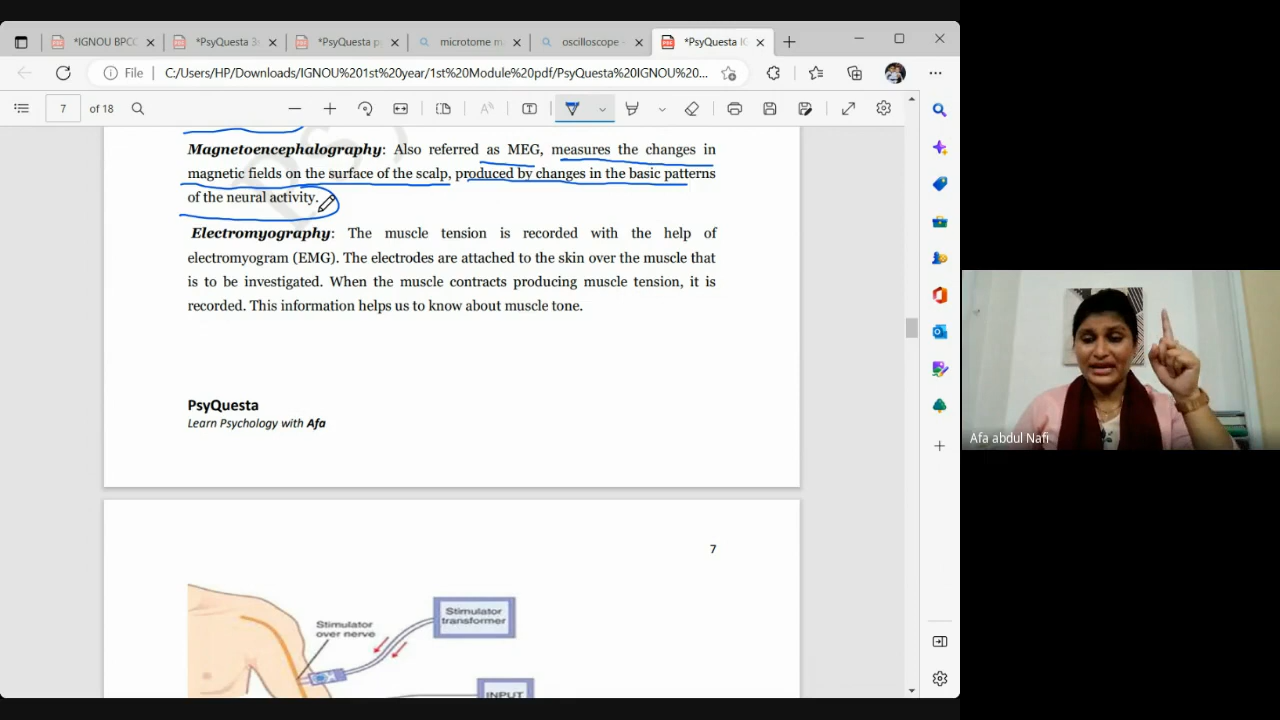 *IGNOU BPCC
*PsyQuesta 3
*PsyQuesta p
microtome m
oscilloscope -
*PsyQuesta IG
File
C:/Users/HP/Downloads/IGNOU%201st%20year/1st%20Module%20pdf/PsyQuesta%20IGNOU%20...
7 of 18
Magnetoencephalography: Also referred as MEG, measures the changes in
magnetic fields on the surface of the scalp, produced by changes in the basic patterns
of the neural activity.
Electromyography: The muscle tension is recorded with the help of
electromyogram (EMG). The electrodes are attached to the skin over the muscle that
is to be investigated. When the muscle contracts producing muscle tension, it is
recorded. This information helps us to know about muscle tone.
PsyQuesta
Learn Psychology with Afa
7
Stimulator
over nerve
Stimulator
transformer
INPUT
Afa abdul Nafi